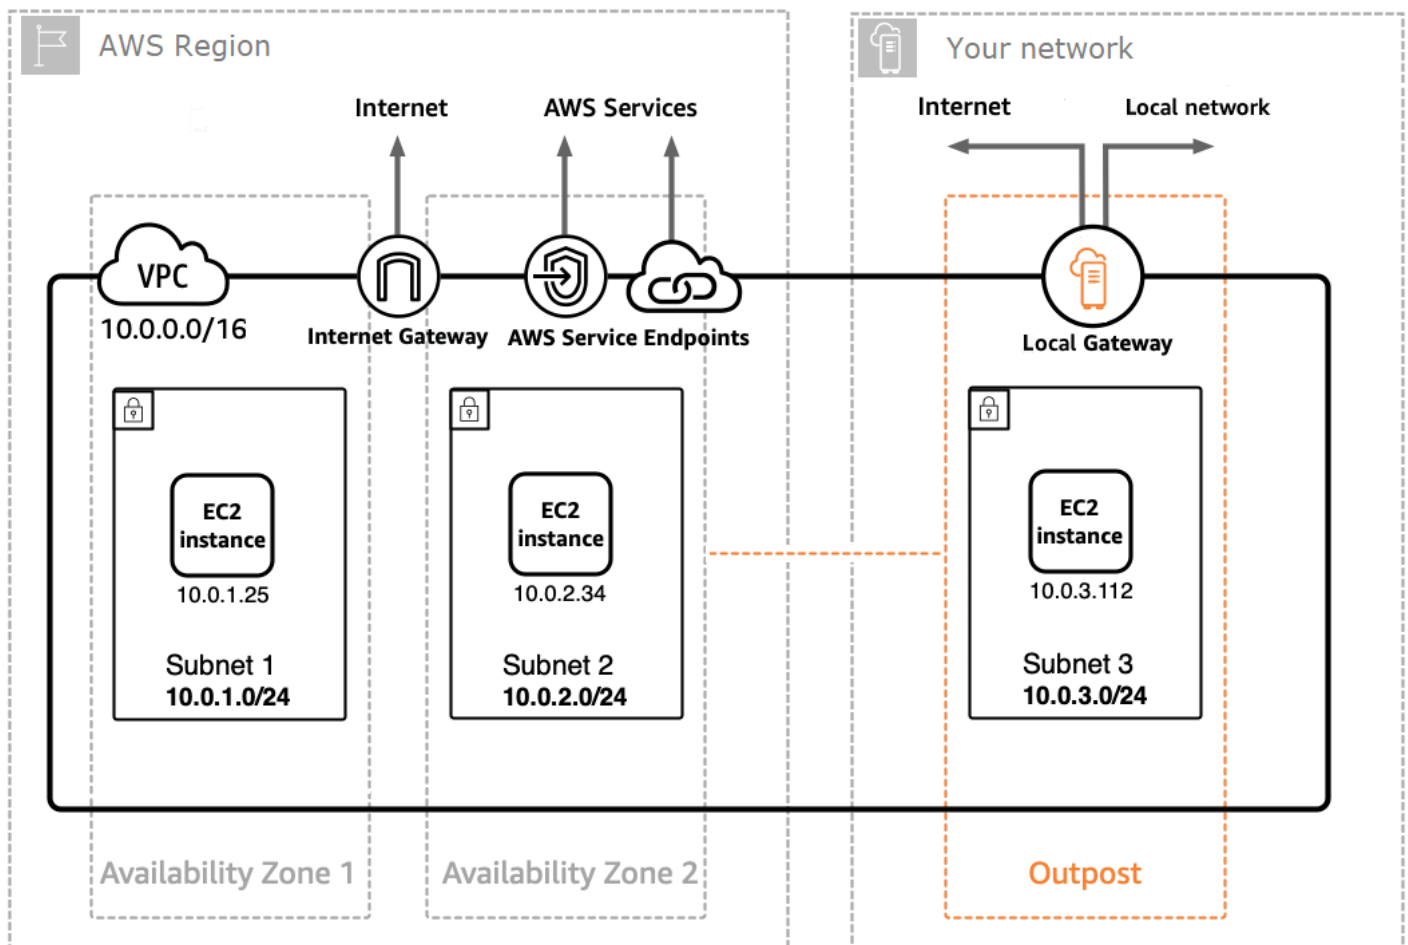 AWS Region
Your network
Internet
AWS Services
Internet
Local network
VPC
10.0.0.0/16
Internet Gateway
AWS Service Endpoints
Local Gateway
EC2
instance
10.0.1.25
Subnet 1
10.0.1.0/24
EC2
instance
10.0.2.34
Subnet 2
10.0.2.0/24
EC2
instance
10.0.3.112
Subnet 3
10.0.3.0/24
Availability Zone 1
Availability Zone 2
Outpost